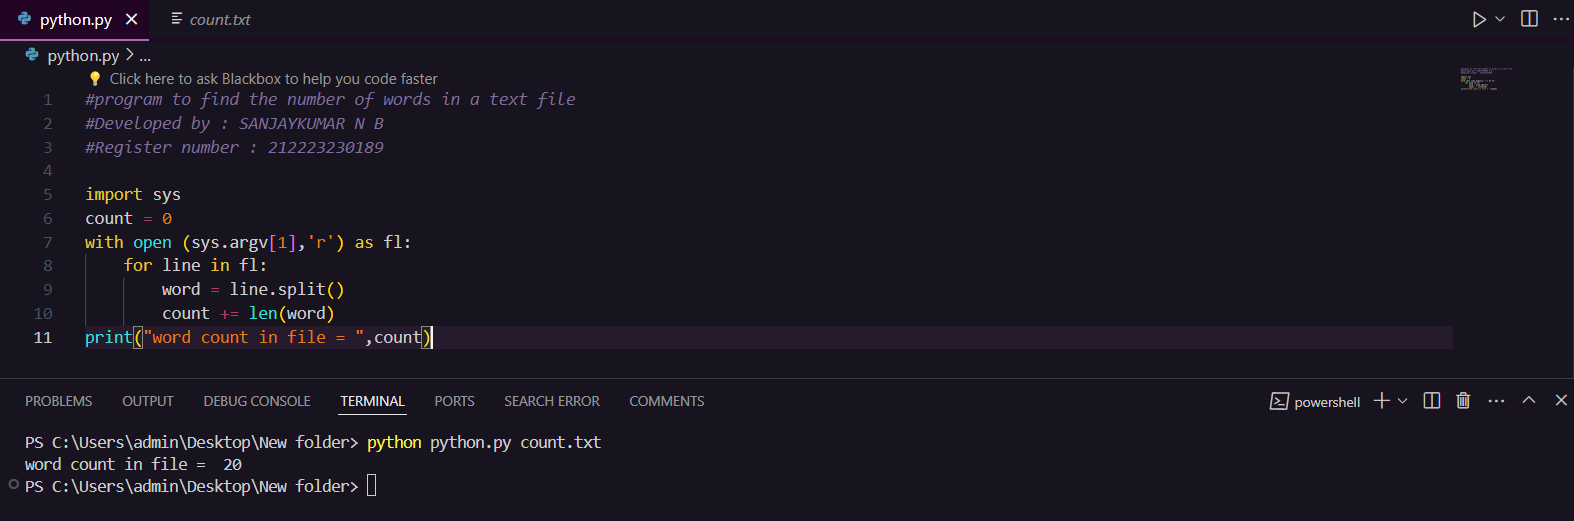 python.py
count.txt
python.py > ...
Click here to ask Blackbox to help you code faster
1 #program to find the number of words in a text file
2 #Developed by : SANJAYKUMAR N B
3 #Register number : 212223230189
4
5 import sys
6 count = 0
7 with open (sys.argv[1],'r') as fl:
8     for line in fl:
9         word = line.split()
10         count += len(word)
11 print("word count in file = ",count)
PROBLEMS OUTPUT DEBUG CONSOLE TERMINAL PORTS SEARCH ERROR COMMENTS powershell
PS C:\Users\admin\Desktop\New folder> python python.py count.txt
word count in file =  20
PS C:\Users\admin\Desktop\New folder>